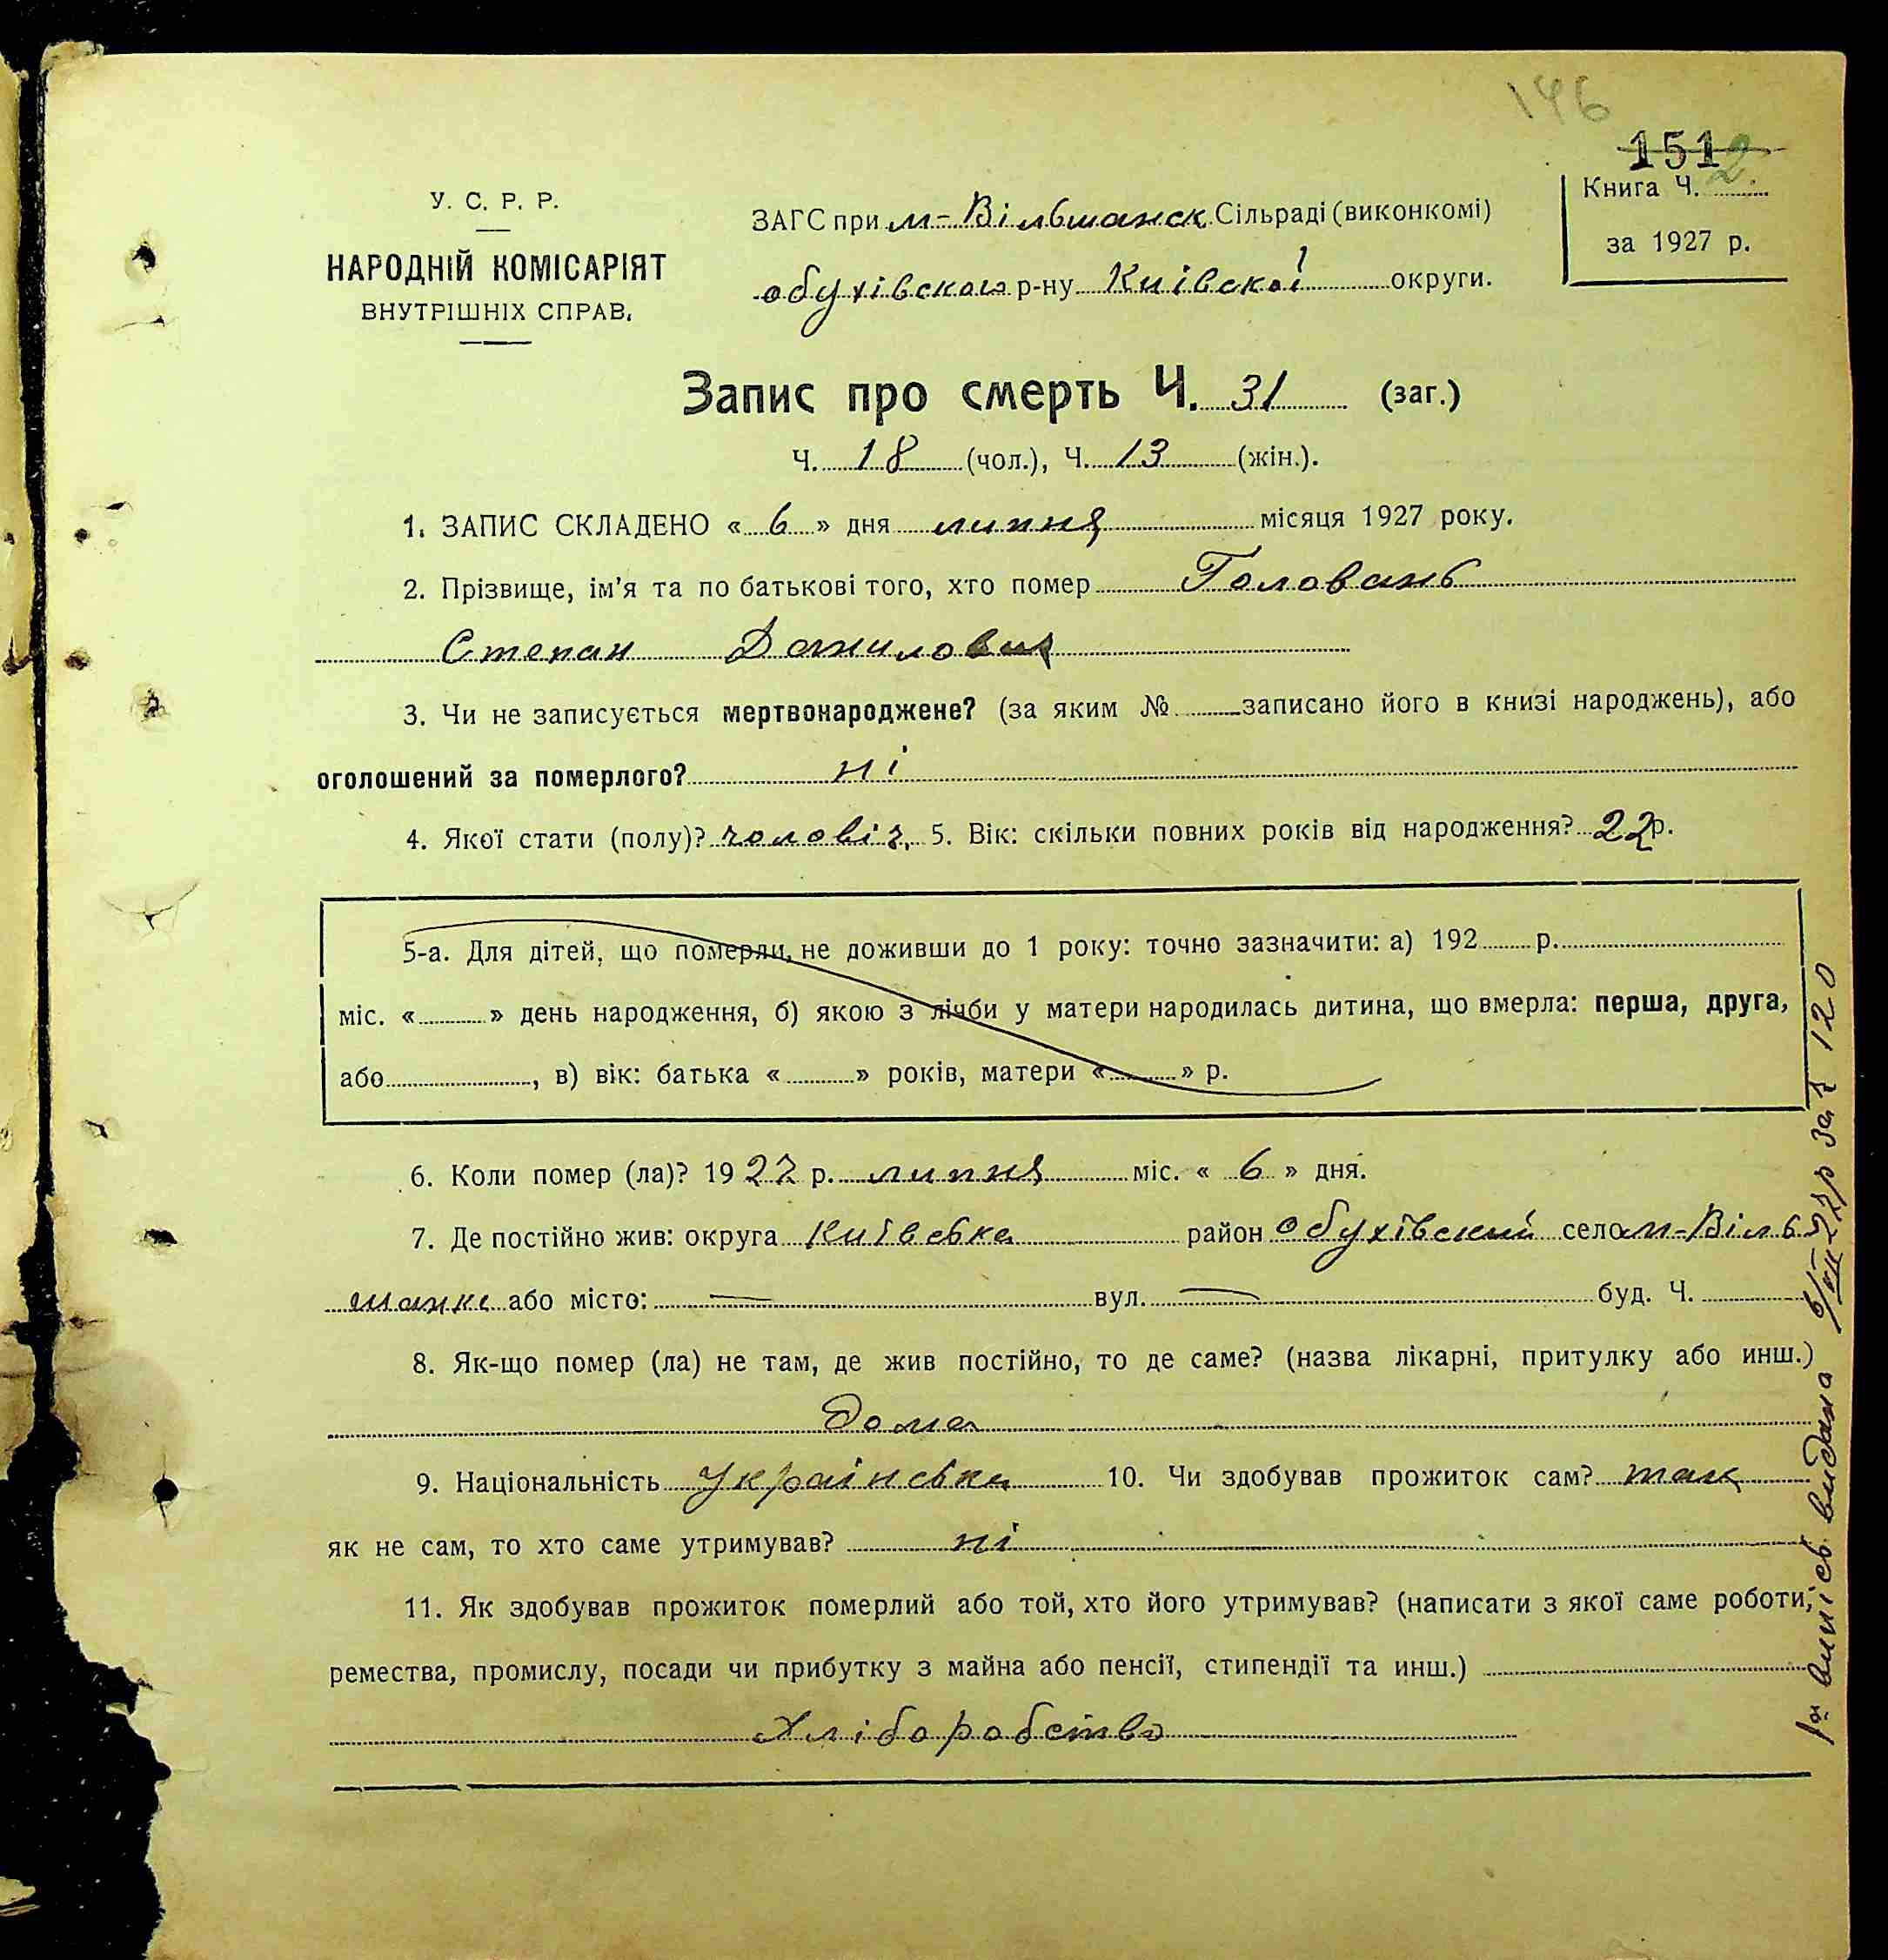 146
151
У. С. Р. Р.
НАРОДНІЙ КОМІСАРІЯТ
ВНУТРІШНІХ СПРАВ.
ЗАГС при м-Вільшанск. Сільраді (виконкомі)
обухівського р-ну Київської округи.
Книга Ч. 2
за 1927 р.
Запис про смерть Ч. 31 (заг.)
Ч. 18 (чол.), Ч. 13 (жін.).
1. ЗАПИС СКЛАДЕНО « 6 » дня липня місяця 1927 року.
2. Прізвище, ім'я та по батькові того, хто помер Головань
Степан Данилович
3. Чи не записується мертвонароджене? (за яким № записано його в книзі народжень), або
оголошений за померлого? ні
4. Якої стати (полу)? чоловіч. 5. Вік: скільки повних років від народження? 22 р.
5-а. Для дітей, що померли, не доживши до 1 року: точно зазначити: а) 192 р.
міс. « » день народження, б) якою з лічби у матери народилась дитина, що вмерла: перша, друга,
або , в) вік: батька « » років, матери « » р.
6. Коли помер (ла)? 1927 р. липня міс. « 6 » дня.
7. Де постійно жив: округа Київська район Обухівский село м-Віль
шанка або місто: — вул. — буд. Ч.
8. Як-що помер (ла) не там, де жив постійно, то де саме? (назва лікарні, притулку або инш.)
Дома
9. Національність Українська 10. Чи здобував прожиток сам? так
як не сам, то хто саме утримував? ні
11. Як здобував прожиток померлий або той, хто його утримував? (написати з якої саме роботи,
ремества, промислу, посади чи прибутку з майна або пенсії, стипендії та инш.)
Хліборобство
видана за № 120